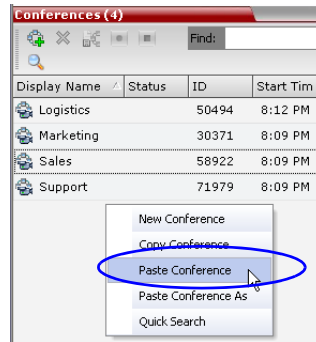 Conferences (4)
Find:
Display Name Status ID Start Tim
Logistics 50494 8:12 PM
Marketing 30371 8:09 PM
Sales 58922 8:09 PM
Support 71979 8:09 PM
New Conference
Copy Conference
Paste Conference
Paste Conference As
Quick Search